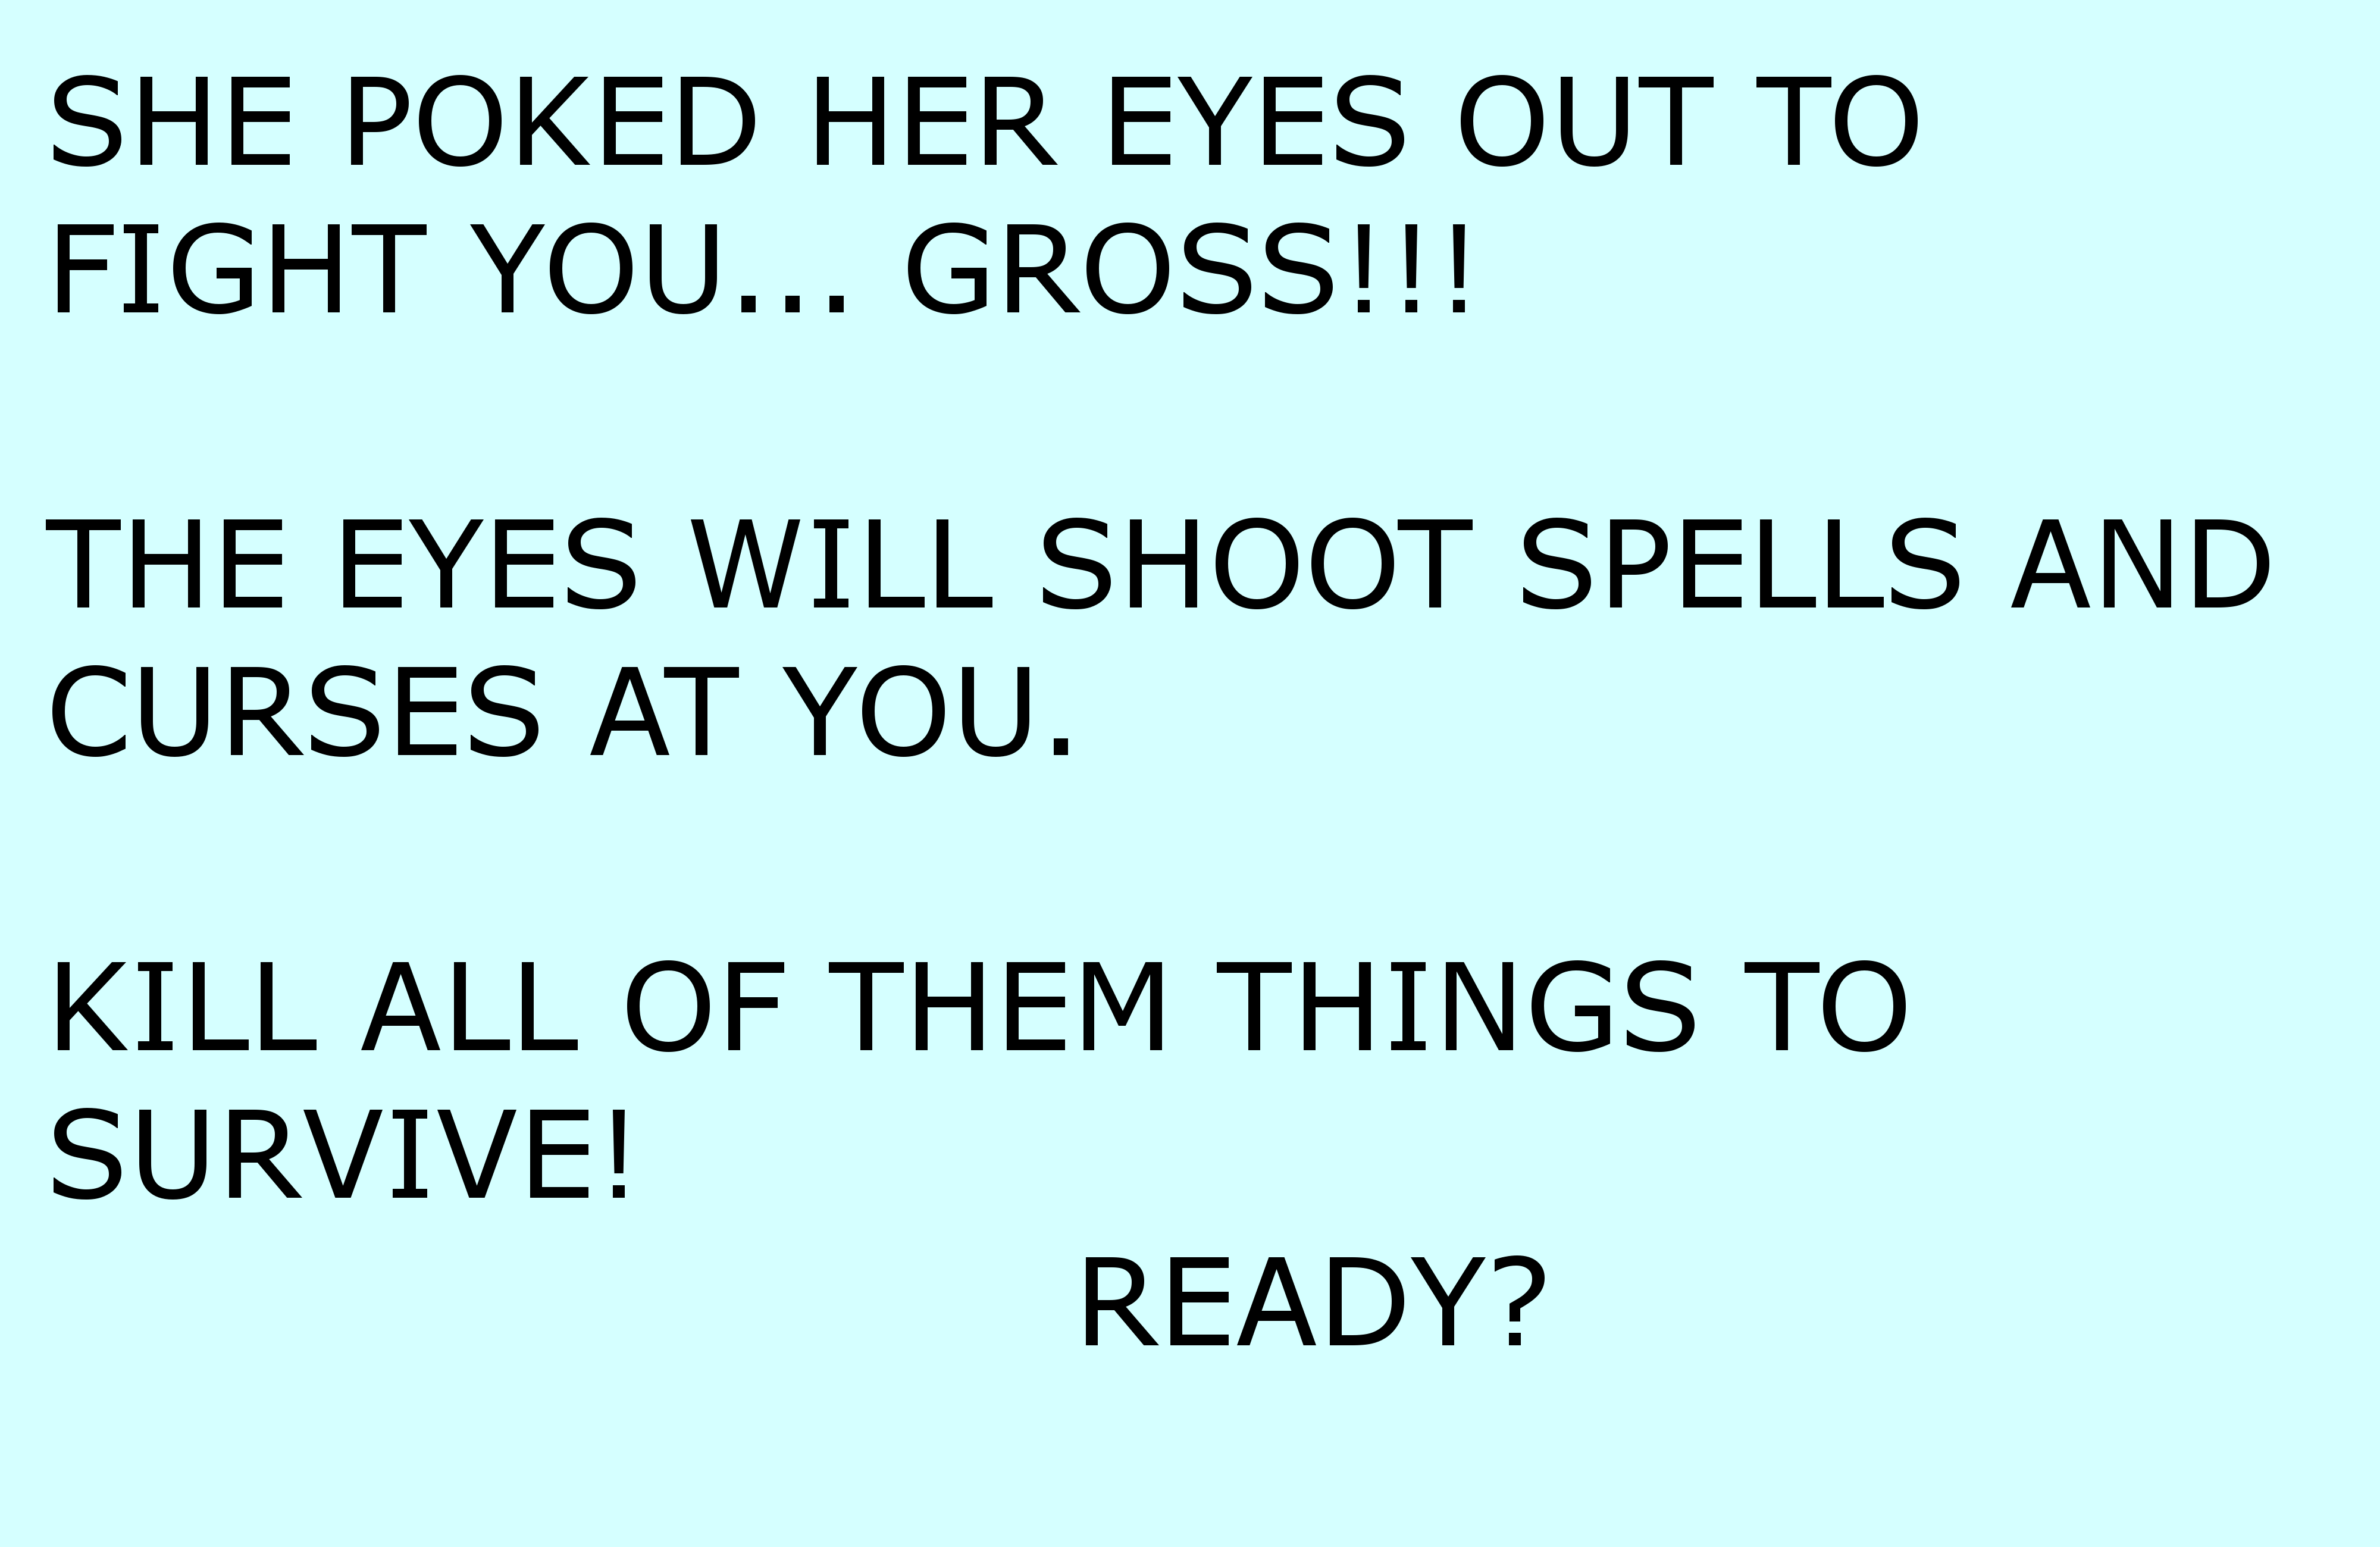 SHE POKED HER EYES OUT TO
FIGHT YOU... GROSS!!!
THE EYES WILL SHOOT SPELLS AND
CURSES AT YOU.
KILL ALL OF THEM THINGS TO
SURVIVE!
READY?